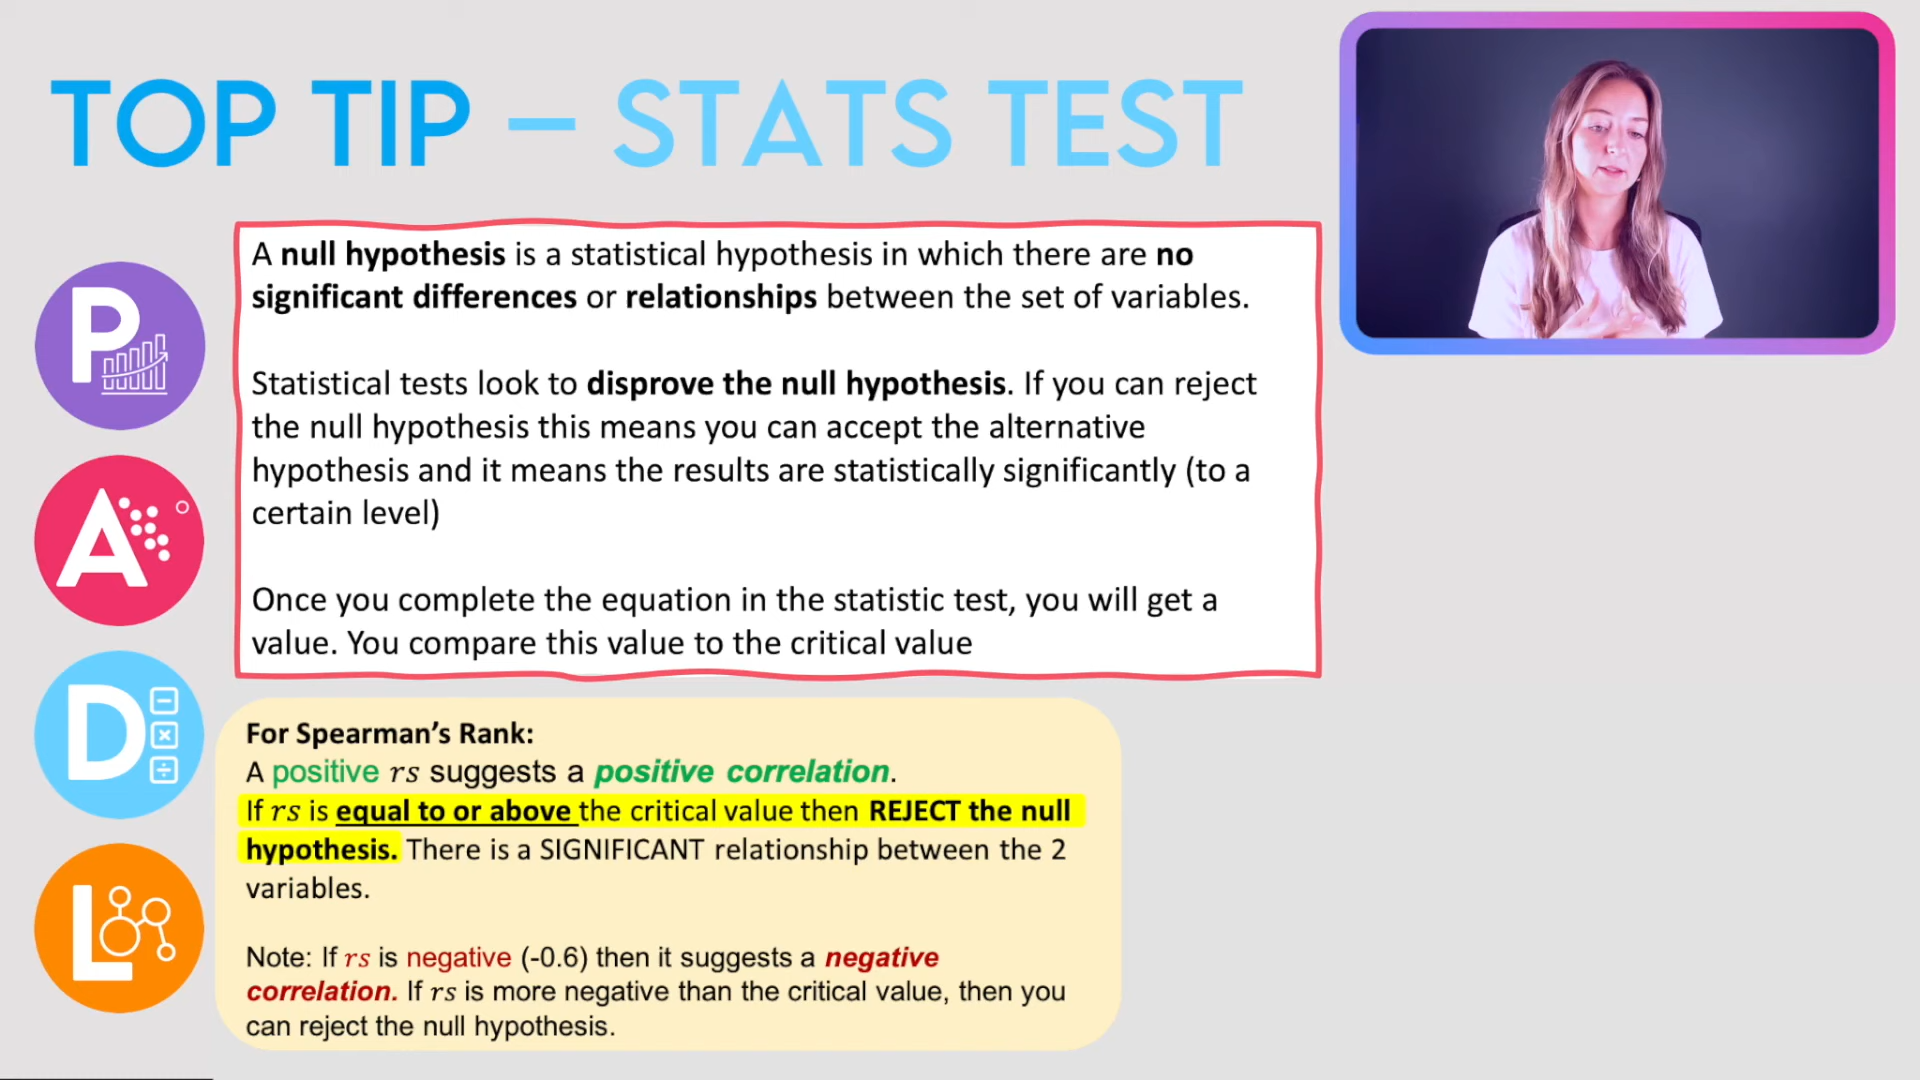 TOP TIP – STATS TEST
A null hypothesis is a statistical hypothesis in which there are no
significant differences or relationships between the set of variables.
Statistical tests look to disprove the null hypothesis. If you can reject
the null hypothesis this means you can accept the alternative
hypothesis and it means the results are statistically significantly (to a
certain level)
Once you complete the equation in the statistic test, you will get a
value. You compare this value to the critical value
P
A
D
L
For Spearman’s Rank:
A positive rs suggests a positive correlation.
If rs is equal to or above the critical value then REJECT the null
hypothesis. There is a SIGNIFICANT relationship between the 2
variables.
Note: If rs is negative (-0.6) then it suggests a negative
correlation. If rs is more negative than the critical value, then you
can reject the null hypothesis.